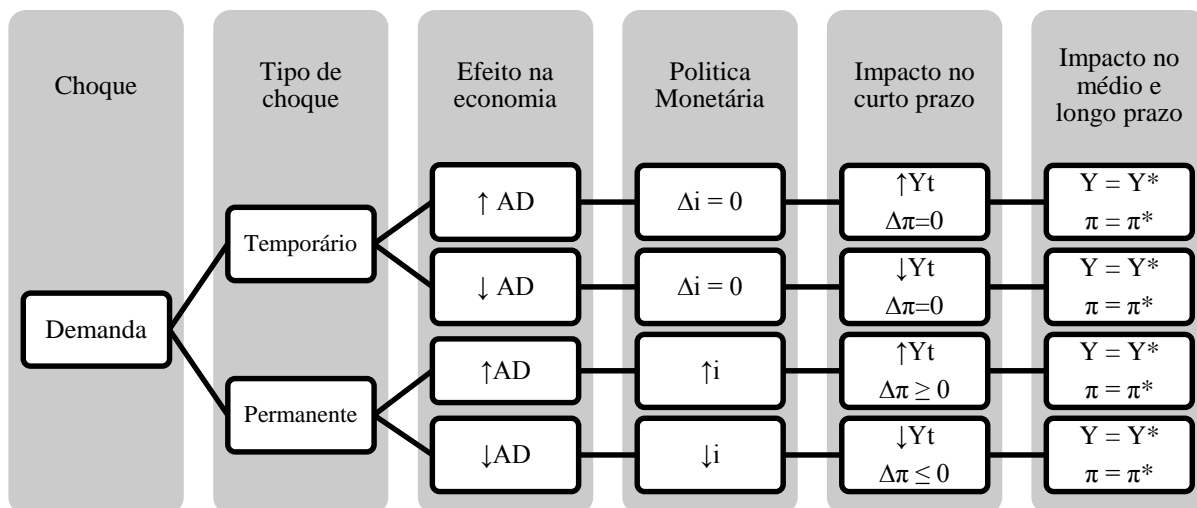 Choque
Tipo de
choque
Efeito na
economia
Politica
Monetária
Impacto no
curto prazo
Impacto no
médio e
longo prazo
Demanda
Temporário
↑ AD
Δi = 0
↑Yt
Δπ=0
Y = Y*
π = π*
↓ AD
Δi = 0
↓Yt
Δπ=0
Y = Y*
π = π*
Permanente
↑AD
↑i
↑Yt
Δπ ≥ 0
Y = Y*
π = π*
↓AD
↓i
↓Yt
Δπ ≤ 0
Y = Y*
π = π*